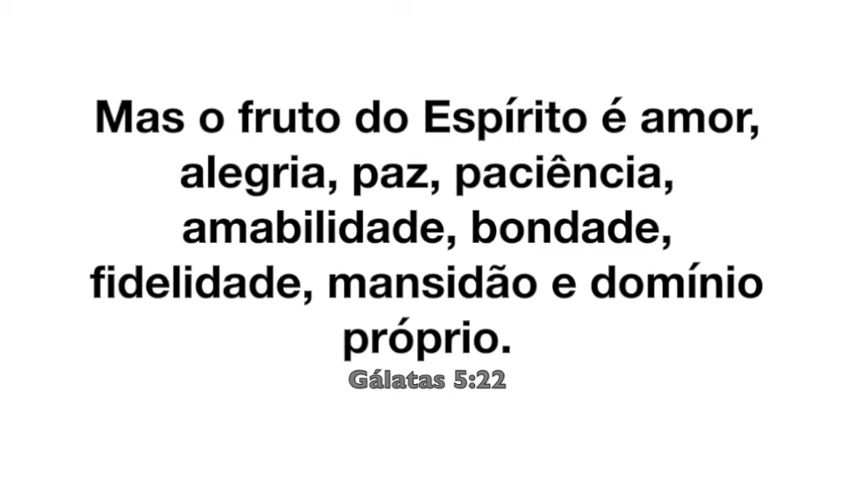 Mas o fruto do Espírito é amor,
alegria, paz, paciência,
amabilidade, bondade,
fidelidade, mansidão e domínio
próprio.
Gálatas 5:22